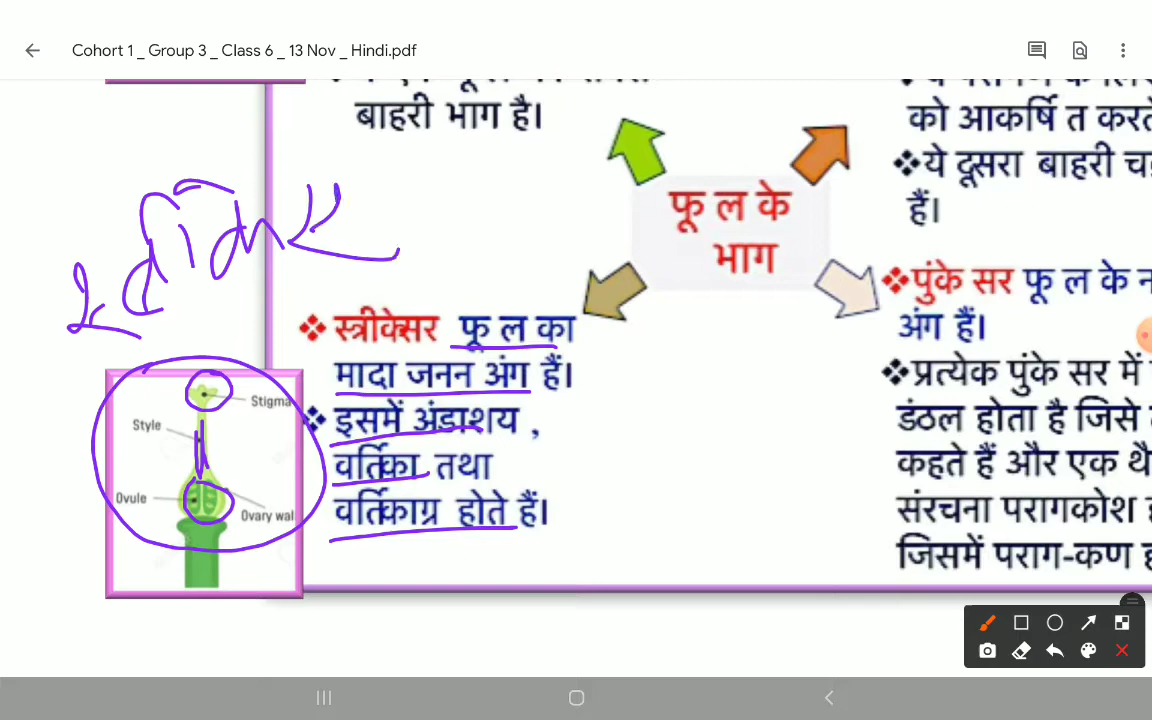 Cohort 1 _ Group 3 _ Class 6 _ 13 Nov _ Hindi.pdf
बाहरी भाग है।
को आकर्षि त करते
❖ये दूसरा बाहरी च
हैं।
फू ल के
भाग
❖स्त्रीकेसर फू ल का
मादा जनन अंग हैं।
❖इसमें अंडाशय ,
वर्तिका तथा
वर्तिकाग्र होते हैं।
❖पुंके सर फू ल के न
अंग हैं।
❖प्रत्येक पुंके सर में
डंठल होता है जिसे
कहते हैं और एक थै
संरचना परागकोश
जिसमें पराग-कण ह
Stigma
Style
Ovule
Ovary wal